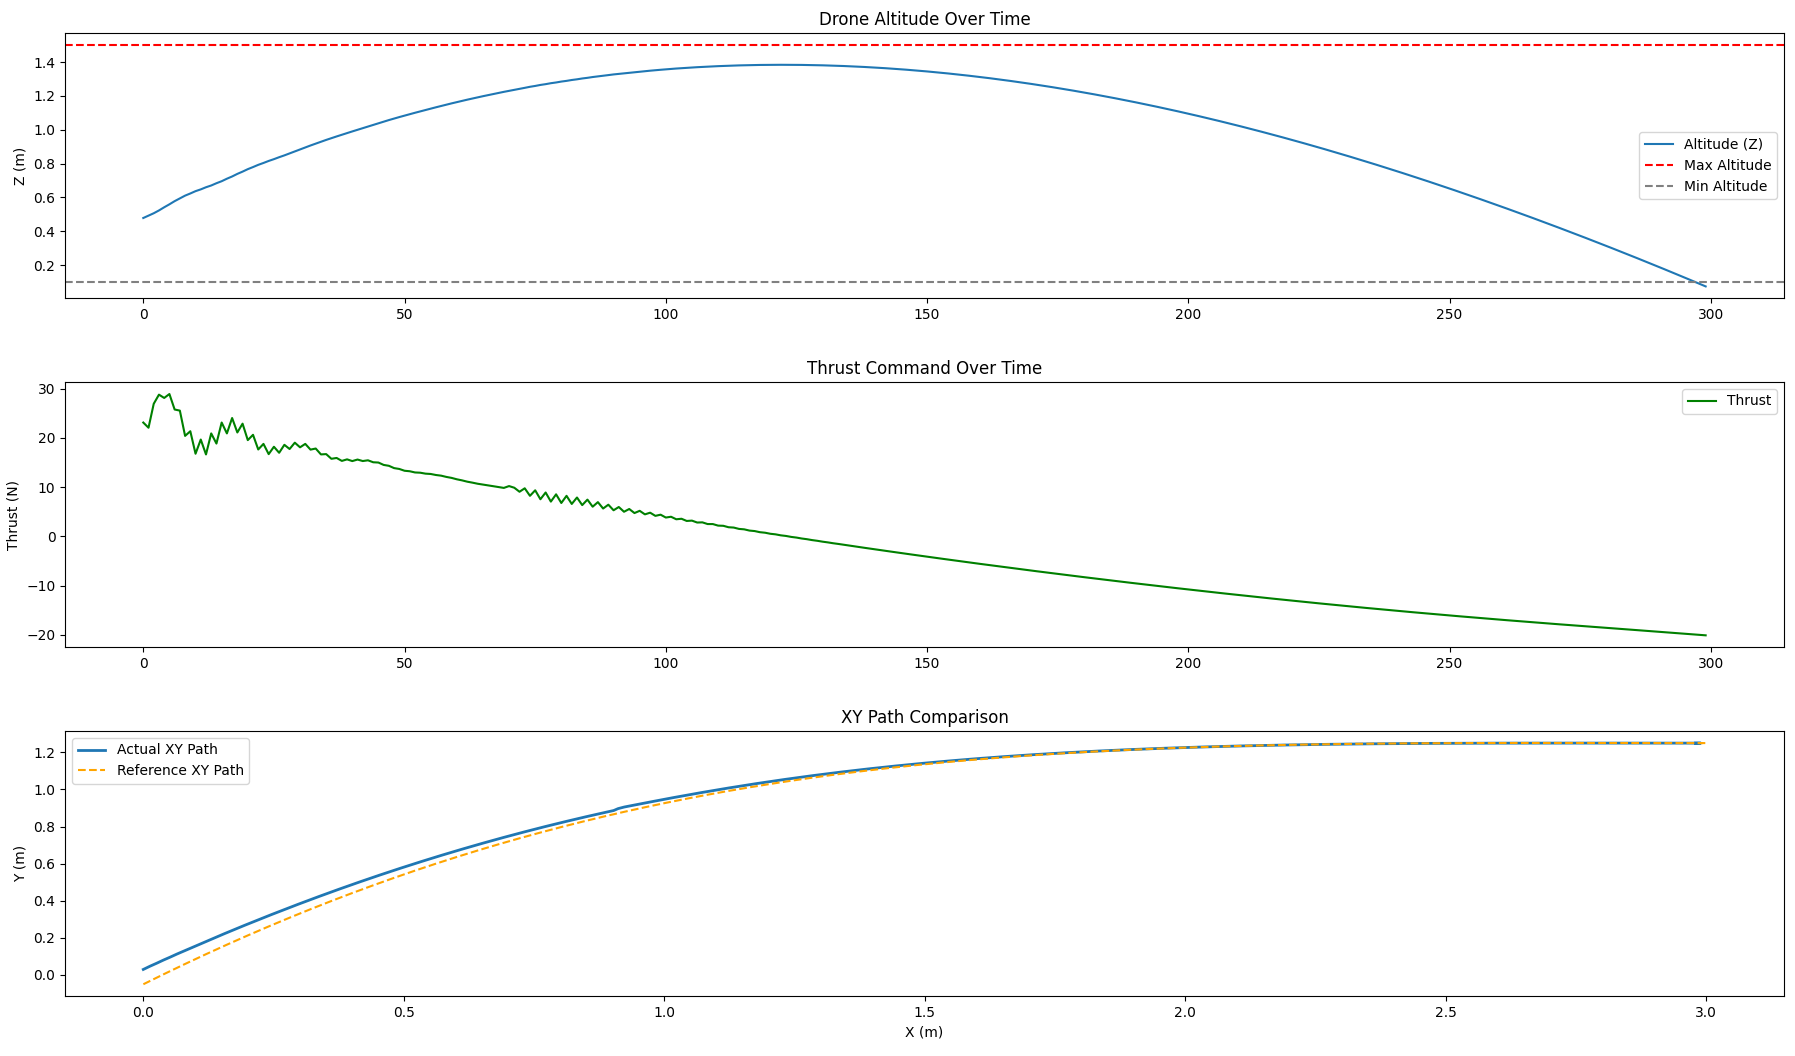 Drone Altitude Over Time
Z (m)
1.4
1.2
1.0
0.8
0.6
0.4
0.2
Altitude (Z)
Max Altitude
Min Altitude
0 50 100 150 200 250 300
Thrust Command Over Time
Thrust (N)
30
20
10
0
−10
−20
Thrust
0 50 100 150 200 250 300
XY Path Comparison
Y (m)
1.2
1.0
0.8
0.6
0.4
0.2
0.0
Actual XY Path
Reference XY Path
0.0 0.5 1.0 1.5 2.0 2.5 3.0
X (m)